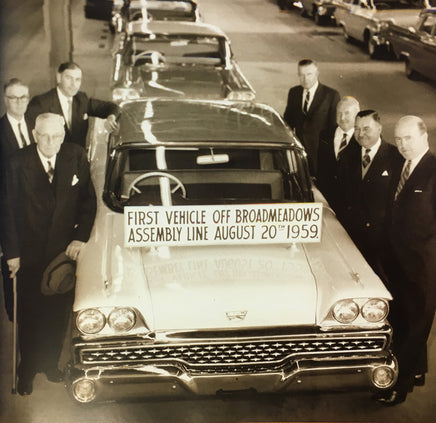 FIRST VEHICLE OFF BROADMEADOWS
ASSEMBLY LINE AUGUST 20TH 1959.